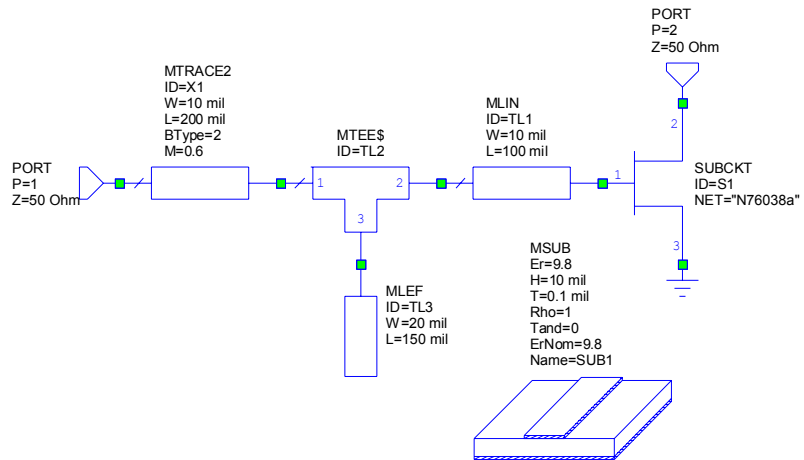 PORT
P=2
Z=50 Ohm
MTRACE2
ID=X1
W=10 mil
L=200 mil
BType=2
M=0.6
MLIN
ID=TL1
W=10 mil
L=100 mil
MTEE$
ID=TL2
2
PORT
P=1
Z=50 Ohm
1
2
1
SUBCKT
ID=S1
NET="N76038a"
3
3
MSUB
Er=9.8
H=10 mil
T=0.1 mil
Rho=1
Tand=0
ErNom=9.8
Name=SUB1
MLEF
ID=TL3
W=20 mil
L=150 mil